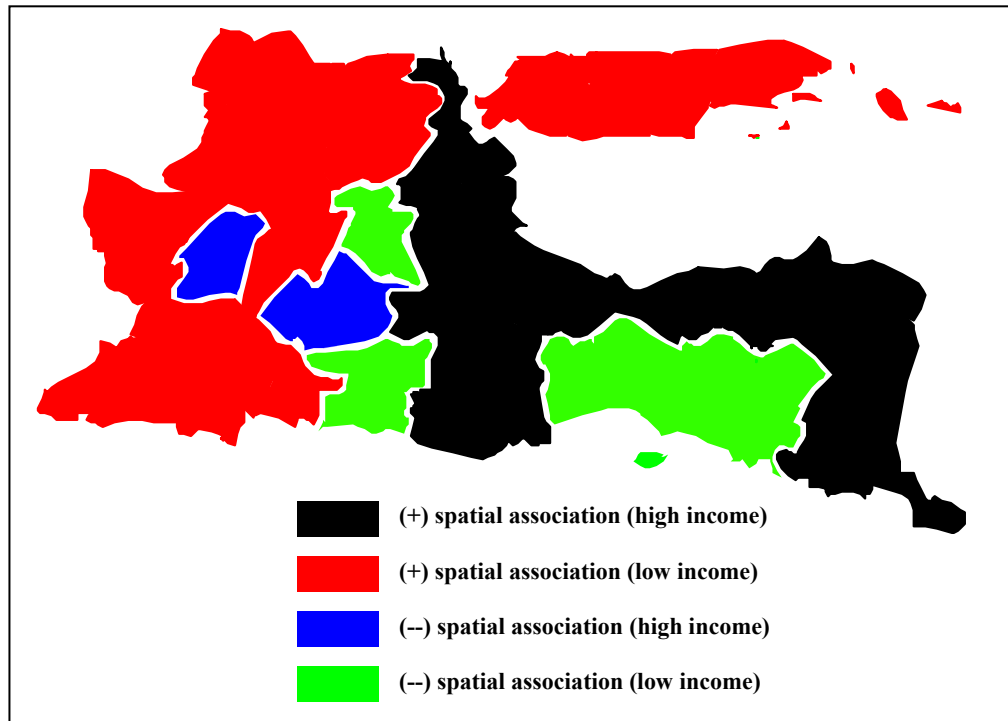 (+) spatial association (high income)
(+) spatial association (low income)
(--) spatial association (high income)
(--) spatial association (low income)